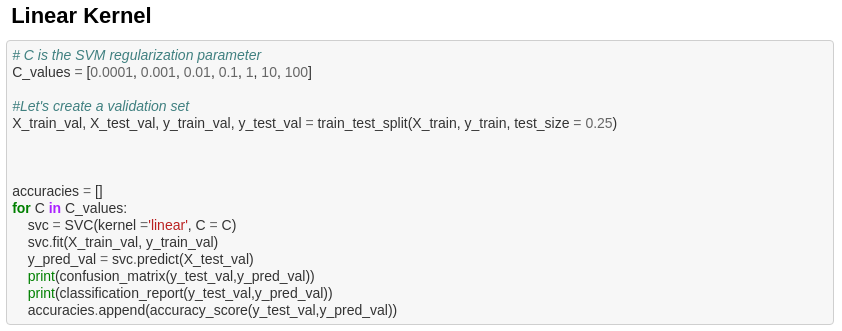 Linear Kernel
# C is the SVM regularization parameter
C_values = [0.0001, 0.001, 0.01, 0.1, 1, 10, 100]
#Let's create a validation set
X_train_val, X_test_val, y_train_val, y_test_val = train_test_split(X_train, y_train, test_size = 0.25)
accuracies = []
for C in C_values:
    svc = SVC(kernel ='linear', C = C)
    svc.fit(X_train_val, y_train_val)
    y_pred_val = svc.predict(X_test_val)
    print(confusion_matrix(y_test_val,y_pred_val))
    print(classification_report(y_test_val,y_pred_val))
    accuracies.append(accuracy_score(y_test_val,y_pred_val))